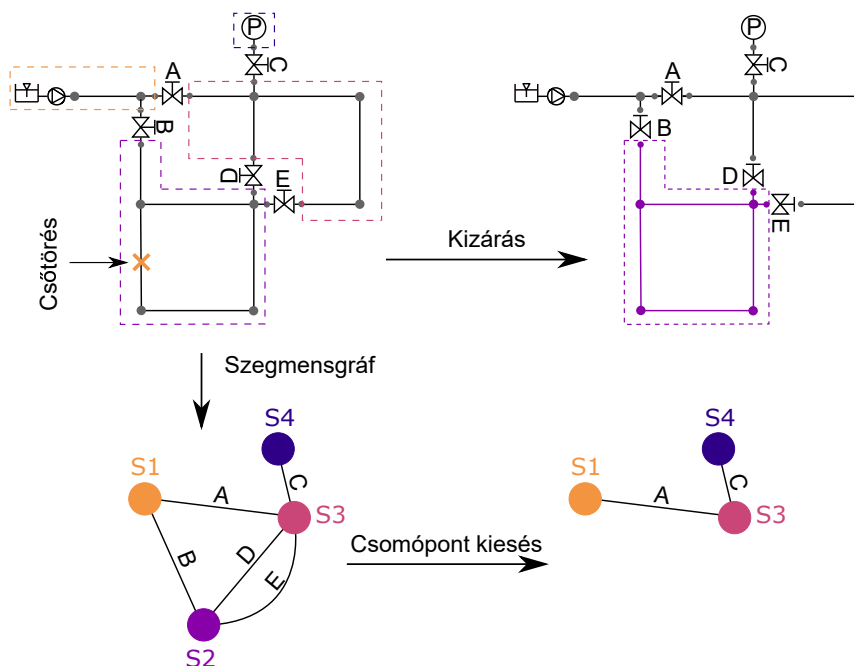 P
C
A
B
D
E
Csőtörés
P
C
A
B
D
E
Kizárás
Szegmensgráf
S4
S1
C
A
S3
B
D
E
S2
Csomópont kiesés
S4
S1
C
A
S3